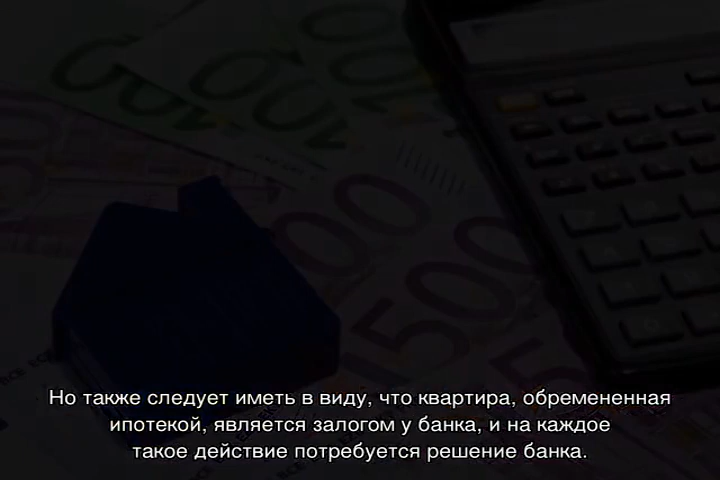 Но также следует иметь в виду, что квартира, обремененная
ипотекой, является залогом у банка, и на каждое
такое действие потребуется решение банка.
500